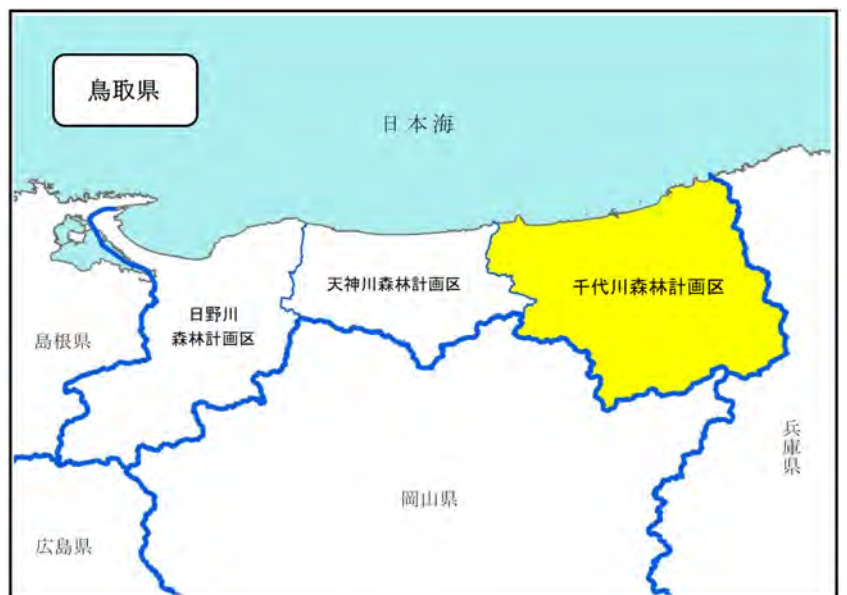 鳥取県
日本海
天神川森林計画区
千代川森林計画区
日野川
森林計画区
島根県
兵庫県
岡山県
広島県